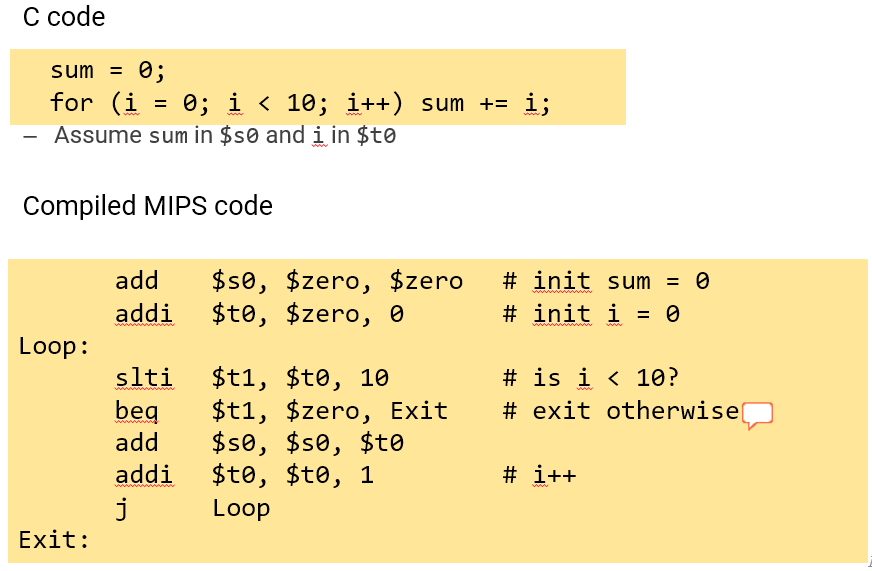 C code
sum = 0;
for (i = 0; i < 10; i++) sum += i;
– Assume sum in $s0 and i in $t0
Compiled MIPS code
add $s0, $zero, $zero # init sum = 0
addi $t0, $zero, 0 # init i = 0
Loop:
slti $t1, $t0, 10 # is i < 10?
beq $t1, $zero, Exit # exit otherwise
add $s0, $s0, $t0
addi $t0, $t0, 1 # i++
j Loop
Exit: